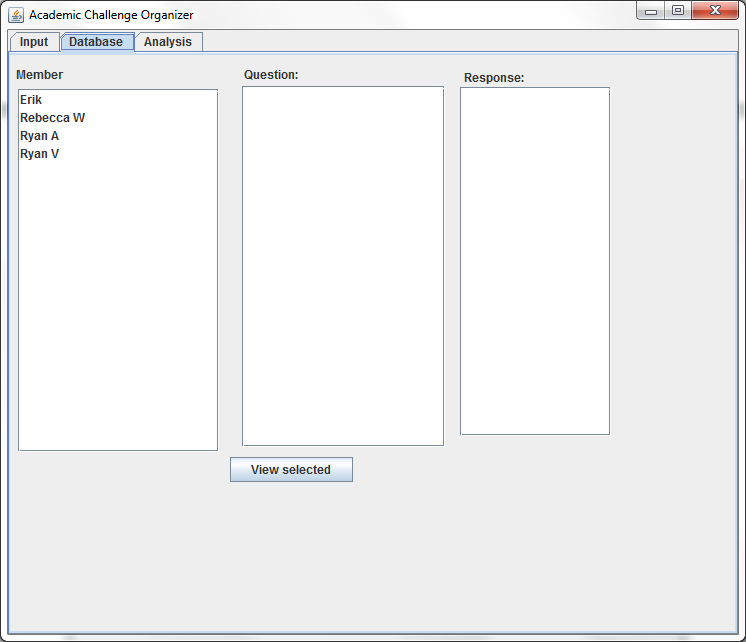 Academic Challenge Organizer
Input Database Analysis
Member
Question:
Response:
Erik
Rebecca W
Ryan A
Ryan V
View selected